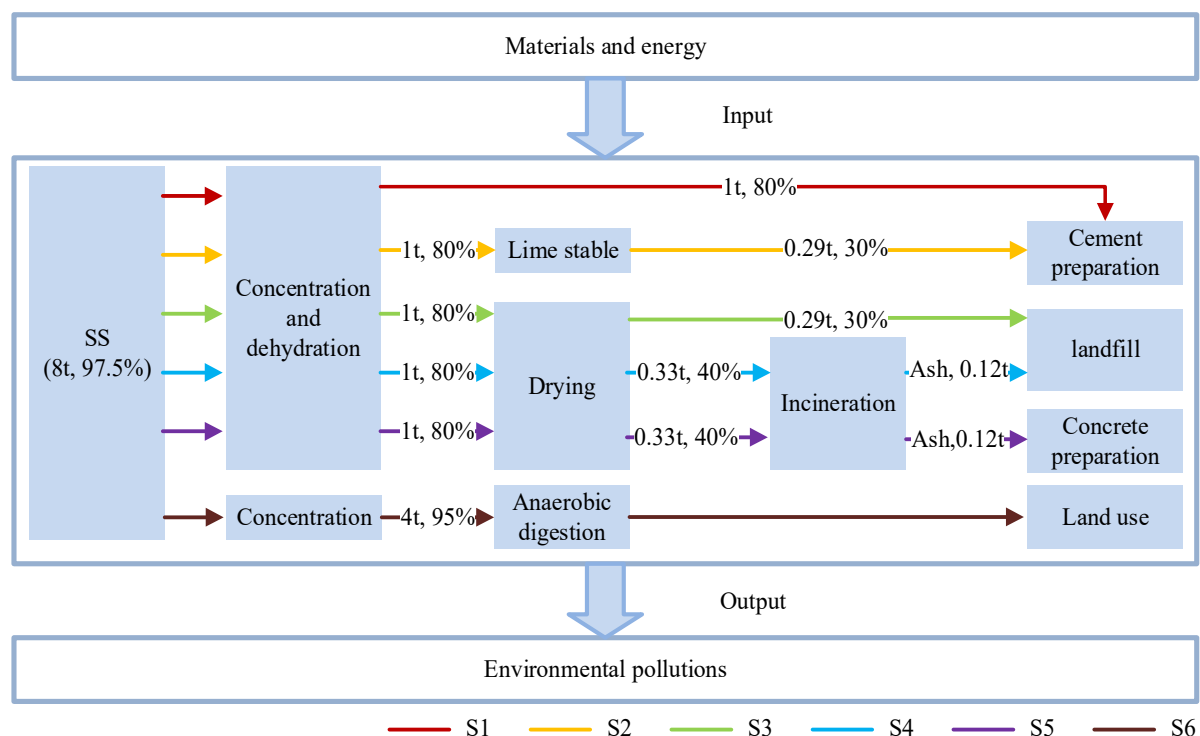 Materials and energy
Input
SS
(8t, 97.5%)
Concentration
and
dehydration
1t, 80%
1t, 80%
Lime stable
0.29t, 30%
Cement
preparation
1t, 80%
Drying
0.29t, 30%
landfill
1t, 80%
0.33t, 40%
Incineration
Ash, 0.12t
1t, 80%
0.33t, 40%
Ash,0.12t
Concrete
preparation
Concentration
4t, 95%
Anaerobic
digestion
Land use
Output
Environmental pollutions
S1
S2
S3
S4
S5
S6